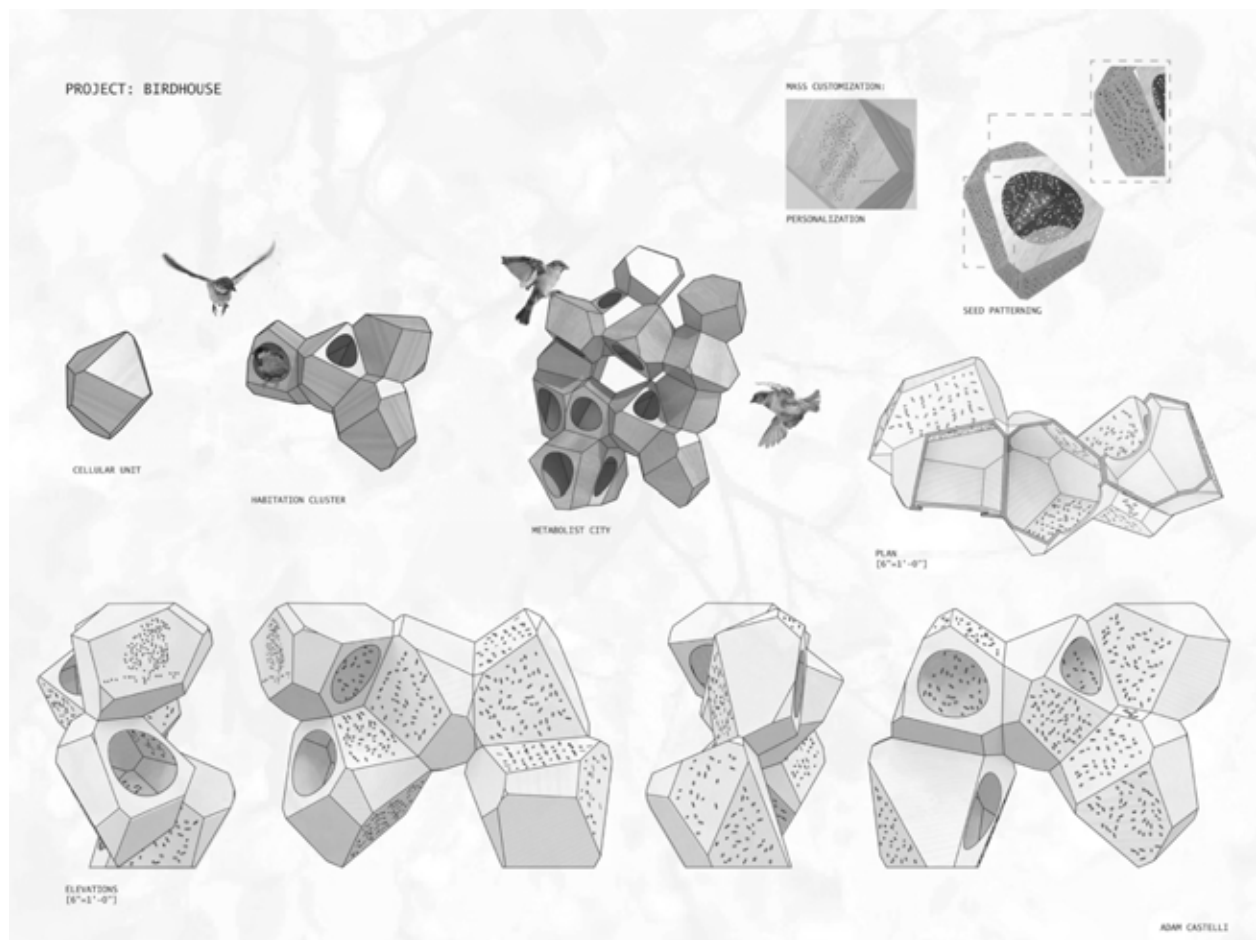 PROJECT: BIRDHOUSE
MASS CUSTOMIZATION:
PERSONALIZATION
SEED PATTERNING
CELLULAR UNIT
HABITATION CLUSTER
METABOLIST CITY
PLAN
[6"=1'-0"]
ELEVATIONS
[6"=1'-0"]
ADAM CASTELLI